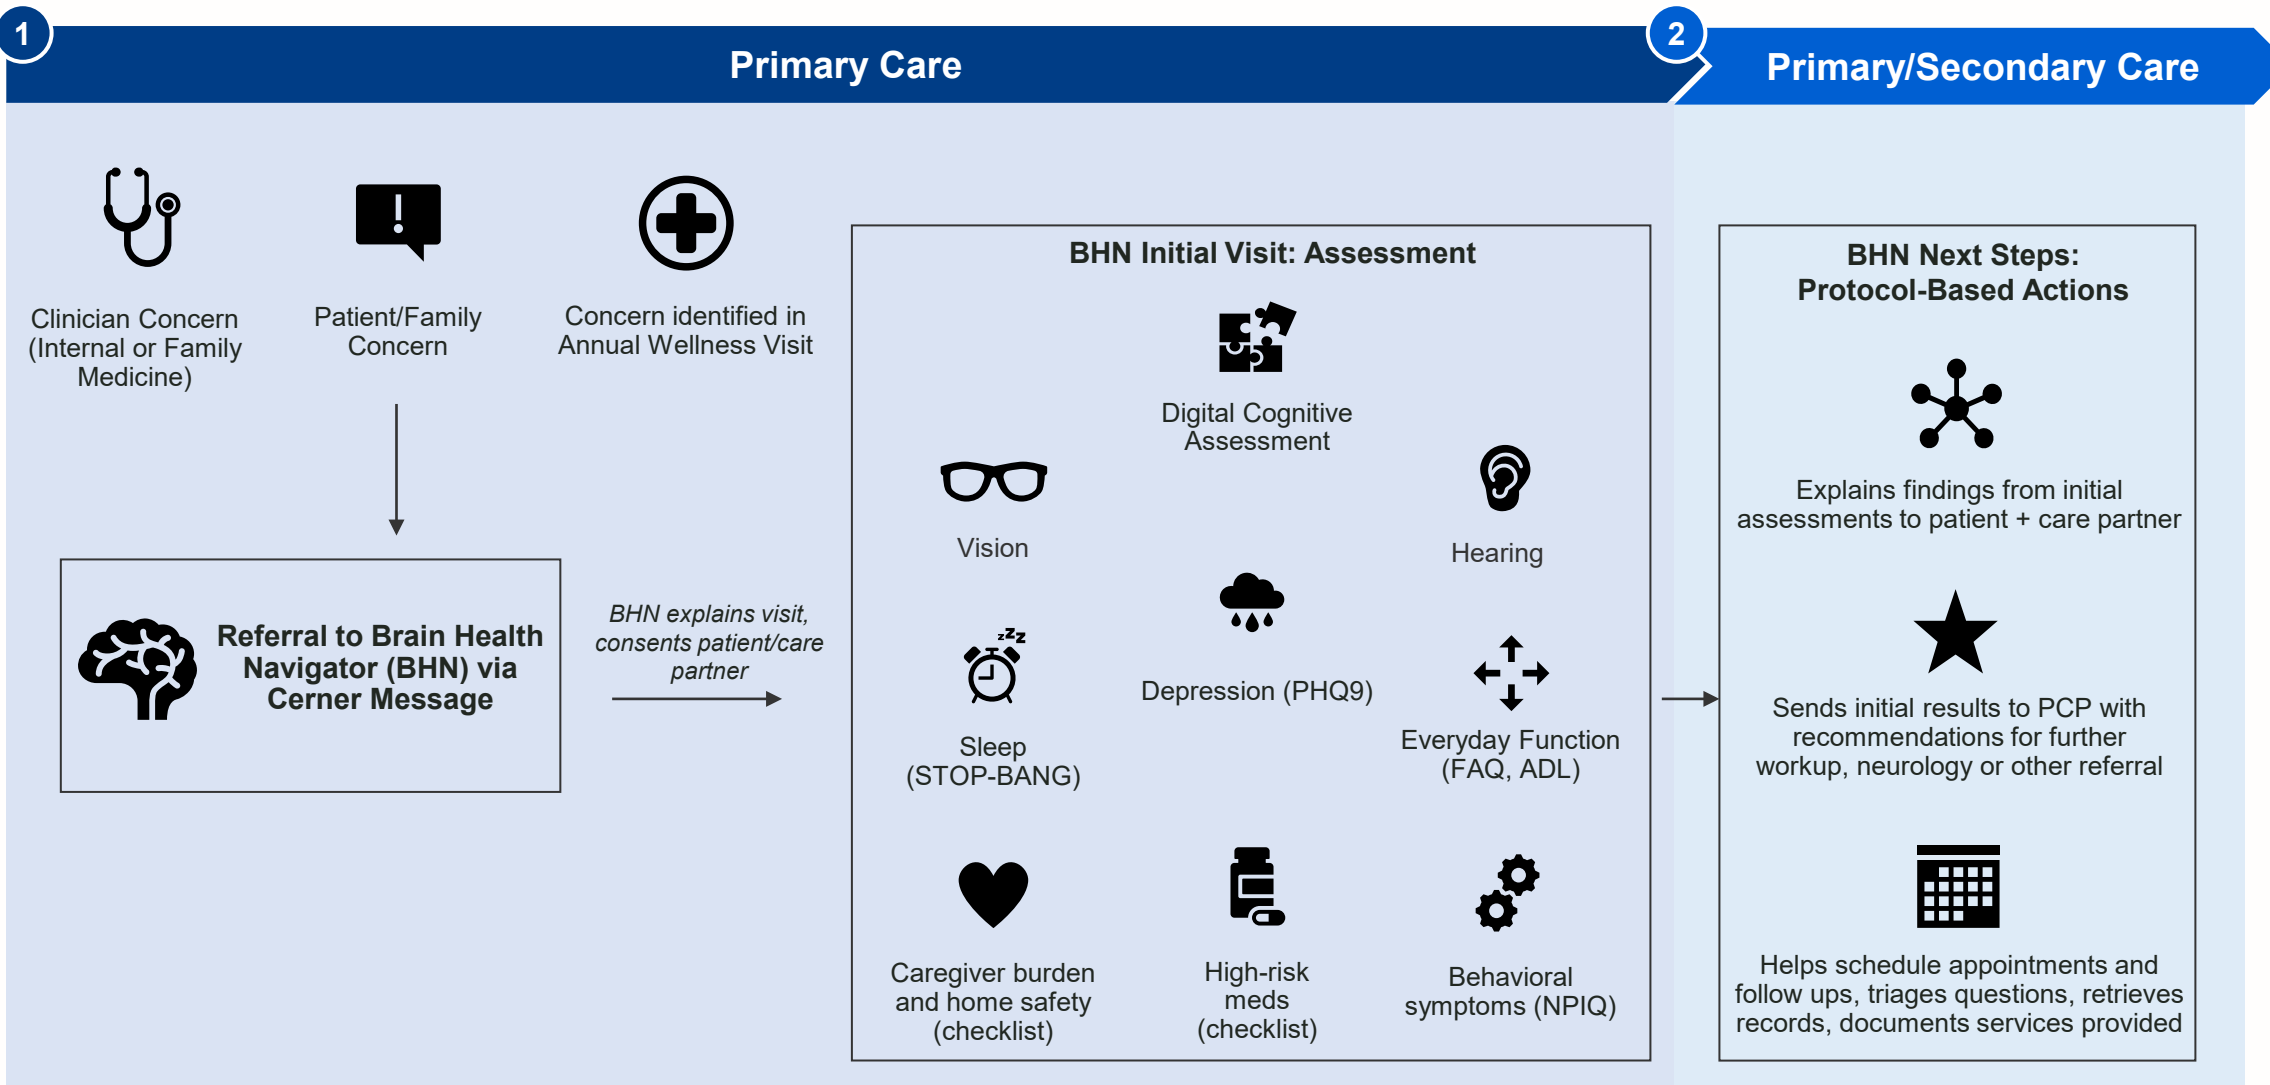 1
Primary Care
2
Primary/Secondary Care
Clinician Concern
(Internal or Family
Medicine)
Patient/Family
Concern
Concern identified in
Annual Wellness Visit
Referral to Brain Health
Navigator (BHN) via
Cerner Message
BHN explains visit,
consents patient/care
partner
BHN Initial Visit: Assessment
Digital Cognitive
Assessment
Vision
Hearing
Depression (PHQ9)
zzz
Sleep
(STOP-BANG)
Everyday Function
(FAQ, ADL)
Caregiver burden
and home safety
(checklist)
High-risk
meds
(checklist)
Behavioral
symptoms (NPIQ)
BHN Next Steps:
Protocol-Based Actions
Explains findings from initial
assessments to patient + care partner
Sends initial results to PCP with
recommendations for further
workup, neurology or other referral
Helps schedule appointments and
follow ups, triages questions, retrieves
records, documents services provided